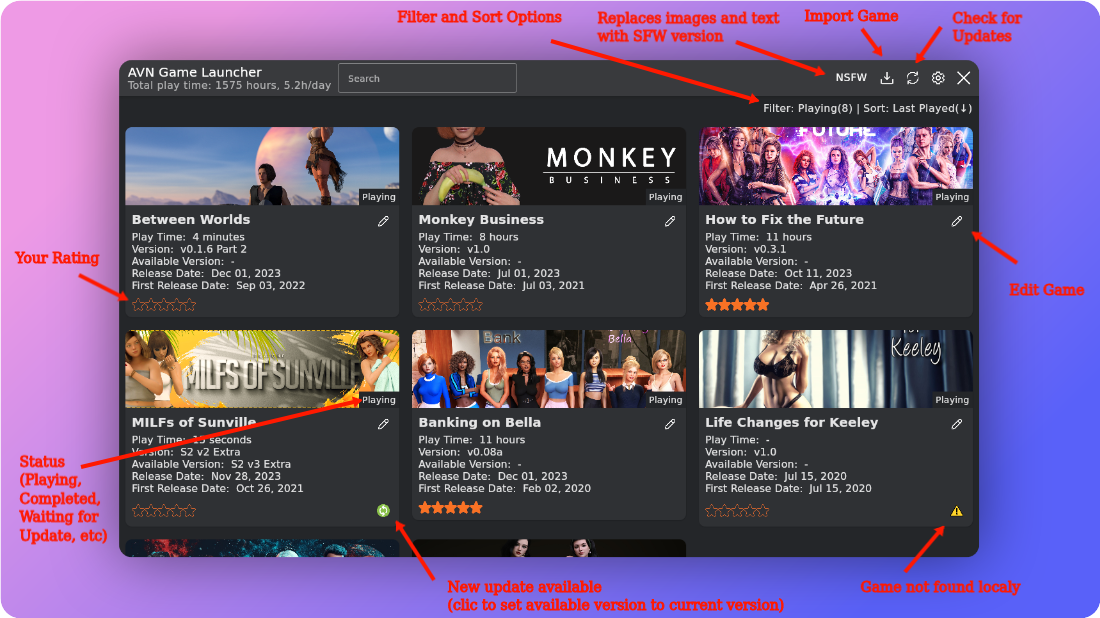 Filter and Sort Options
Replaces images and text
with SFW version
Import Game
Check for
Updates
AVN Game Launcher
Total play time: 1575 hours, 5.2h/day
Search
NSFW
Filter: Playing(8) | Sort: Last Played(↓)
Playing
Between Worlds
Play Time: 4 minutes
Version: v0.1.6 Part 2
Available Version: -
Release Date: Dec 01, 2023
First Release Date: Sep 03, 2022
MONKEY
BUSINESS
Playing
Monkey Business
Play Time: 8 hours
Version: v1.0
Available Version: -
Release Date: Jul 01, 2023
First Release Date: Jul 03, 2021
FUTURE
Playing
How to Fix the Future
Play Time: 11 hours
Version: v0.3.1
Available Version: -
Release Date: Oct 11, 2023
First Release Date: Apr 26, 2021
Your Rating
Edit Game
MILFS OF SUNVILLE
Playing
MILFs of Sunville
Play Time: 13 seconds
Version: S2 v2 Extra
Available Version: S2 v3 Extra
Release Date: Nov 28, 2023
First Release Date: Oct 26, 2021
Bank
Bella
Playing
Banking on Bella
Play Time: 11 hours
Version: v0.08a
Available Version: -
Release Date: Dec 01, 2023
First Release Date: Feb 02, 2020
Keeley
Playing
Life Changes for Keeley
Play Time: -
Version: v1.0
Available Version: -
Release Date: Jul 15, 2020
First Release Date: Jul 15, 2020
Status
(Playing,
Completed,
Waiting for
Update, etc)
New update available
(clic to set available version to current version)
Game not found localy